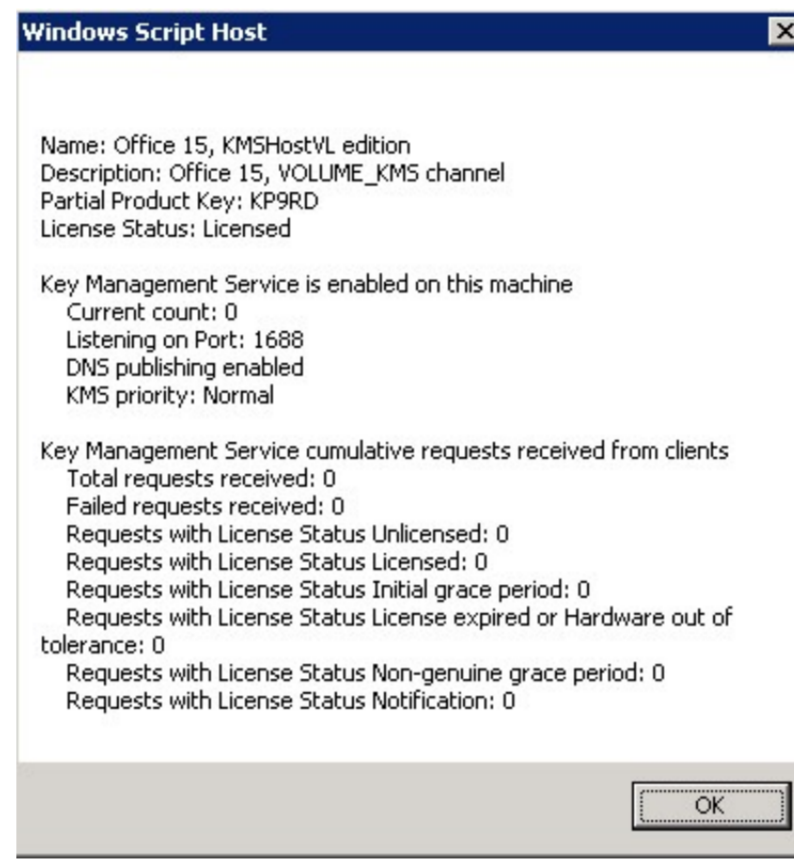 Windows Script Host
Name: Office 15, KMSHostVL edition
Description: Office 15, VOLUME_KMS channel
Partial Product Key: KP9RD
License Status: Licensed
Key Management Service is enabled on this machine
Current count: 0
Listening on Port: 1688
DNS publishing enabled
KMS priority: Normal
Key Management Service cumulative requests received from clients
Total requests received: 0
Failed requests received: 0
Requests with License Status Unlicensed: 0
Requests with License Status Licensed: 0
Requests with License Status Initial grace period: 0
Requests with License Status License expired or Hardware out of
tolerance: 0
Requests with License Status Non-genuine grace period: 0
Requests with License Status Notification: 0
OK